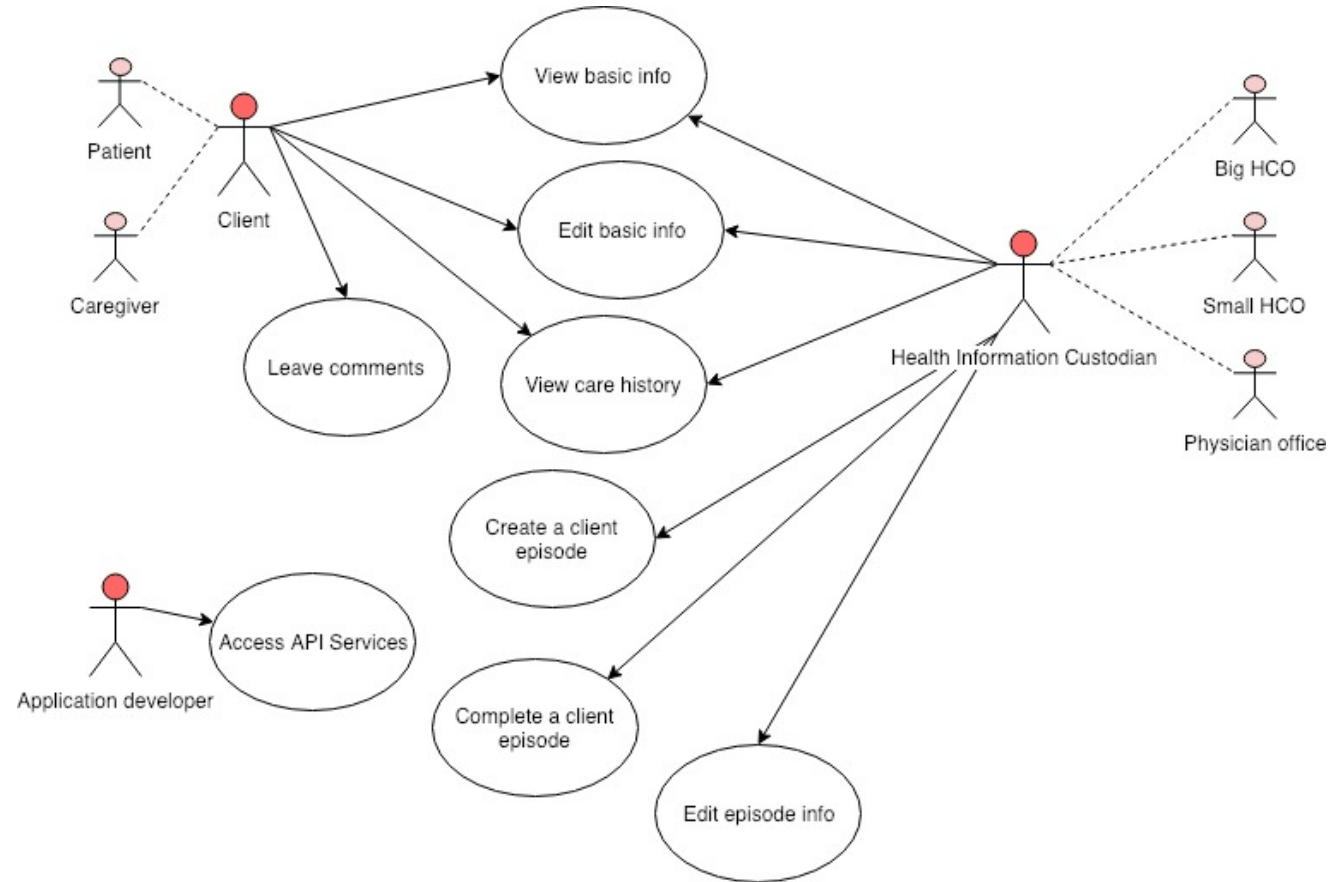 View basic info
Patient
Client
Big HCO
Edit basic info
Caregiver
Small HCO
Leave comments
View care history
Health Information Custodian
Physician office
Create a client
episode
Access API Services
Application developer
Complete a client
episode
Edit episode info